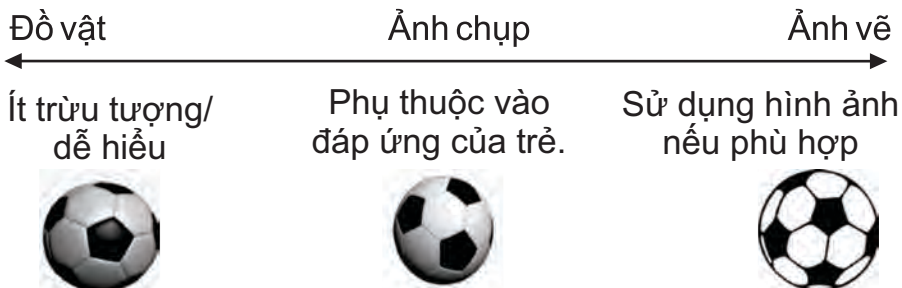 Đồ vật
Ảnh chụp
Ảnh vẽ
Ít trừu tượng/
dễ hiểu
Phụ thuộc vào
đáp ứng của trẻ.
Sử dụng hình ảnh
nếu phù hợp